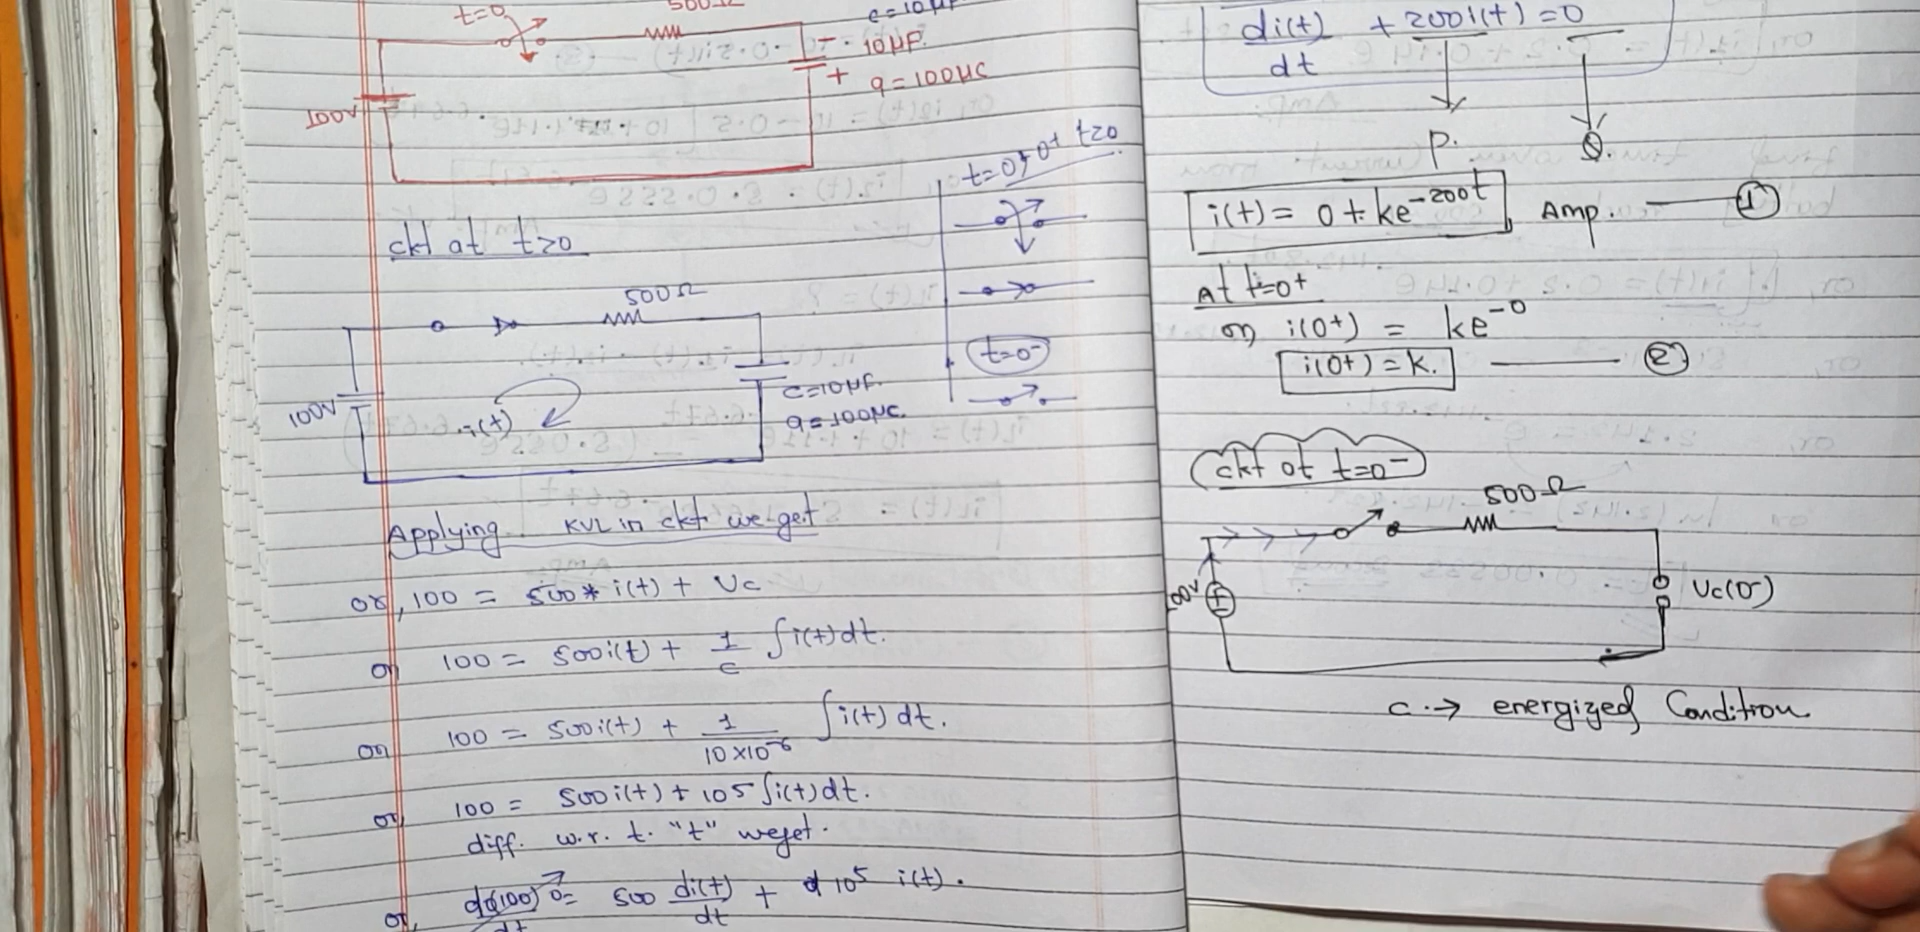 t=0
500Ω
c=10µF
- 10µF.
+
q=100µC
100V
t=0, 0+ t≥0
ckt at t≥0
500Ω
t=0-
100V
i(t)
c=10µF.
q=100µC.
Applying KVL in ckt we get
or, 100 = 500*i(t) + Vc
or 100 = 500i(t) + 1/c ∫i(t)dt.
or 100 = 500i(t) + 1/10×10-6 ∫i(t) dt.
or 100 = 500i(t) + 10⁵ ∫i(t)dt.
diff. w.r. t. "t" weget.
or, d(100)/dt 0 = 500 di(t)/dt + 10⁵ i(t).
di(t)/dt + 200i(t) = 0
P. Q.
i(t) = 0 + ke-200t Amp. — 1
At t=0+
or, i(0+) = ke-0
i(0+) = k. — 2
ckt at t=0-
500Ω
Vc(0-)
c → energized Condition